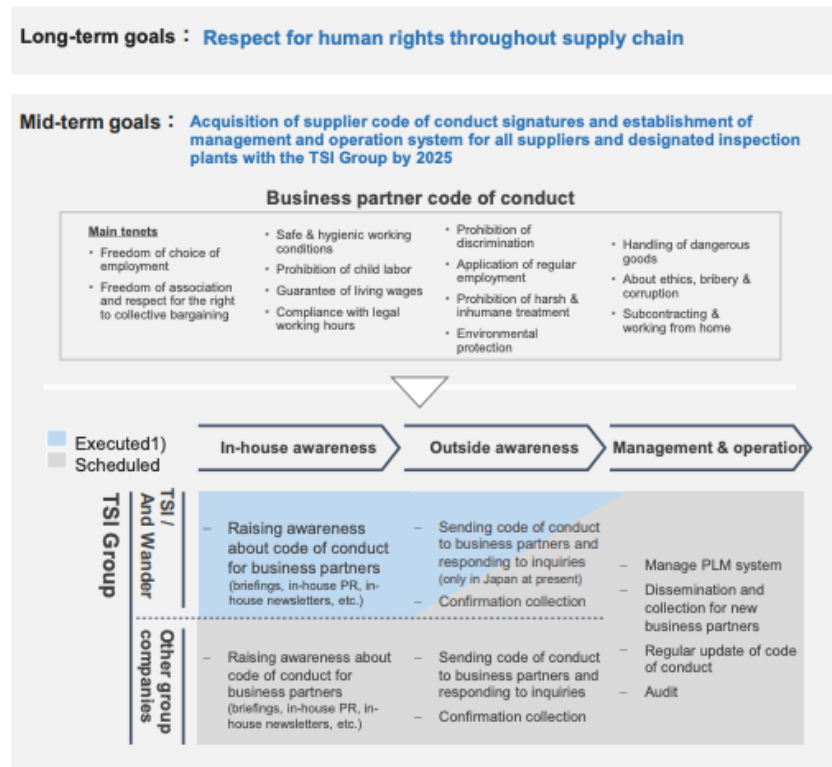 Long-term goals： Respect for human rights throughout supply chain
Mid-term goals： Acquisition of supplier code of conduct signatures and establishment of
management and operation system for all suppliers and designated inspection
plants with the TSI Group by 2025
Business partner code of conduct
Main tenets
• Freedom of choice of
employment
• Freedom of association
and respect for the right
to collective bargaining
• Safe & hygienic working
conditions
• Prohibition of child labor
• Guarantee of living wages
• Compliance with legal
working hours
• Prohibition of
discrimination
• Application of regular
employment
• Prohibition of harsh &
inhumane treatment
• Environmental
protection
• Handling of dangerous
goods
• About ethics, bribery &
corruption
• Subcontracting &
working from home
Executed1)
Scheduled
In-house awareness
Outside awareness
Management & operation
TSI Group
TSI /
And Wander
– Raising awareness
about code of conduct
for business partners
(briefings, in-house PR, in-
house newsletters, etc.)
– Sending code of conduct
to business partners and
responding to inquiries
(only in Japan at present)
– Confirmation collection
Other group
companies
– Raising awareness about
code of conduct for
business partners
(briefings, in-house PR, in-
house newsletters, etc.)
– Sending code of conduct
to business partners and
responding to inquiries
– Confirmation collection
– Manage PLM system
– Dissemination and
collection for new
business partners
– Regular update of code
of conduct
– Audit